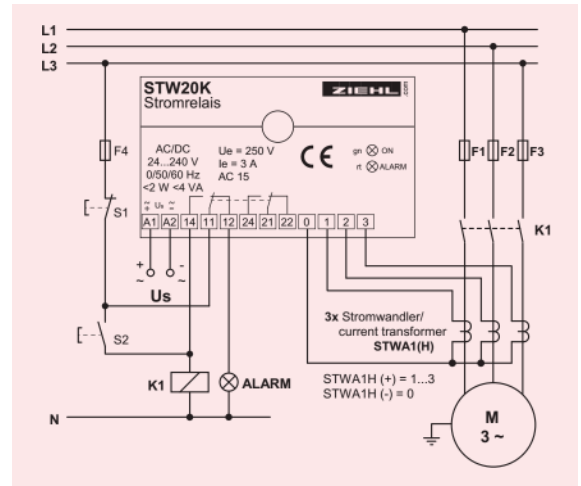 L1
L2
L3
STW20K
Stromrelais
ZIEHL .com
AC/DC
24...240 V
0/50/60 Hz
<2 W <4 VA
Ue = 250 V
Ie = 3 A
AC 15
CE
gn ON
rt ALARM
F4
F1 F2 F3
S1
~ Us ~
+ −
A1 A2 14 11 12 24 21 22 0 1 2 3
K1
+ -
~ ~
Us
S2
3x Stromwandler/
current transformer
STWA1(H)
K1
ALARM
STWA1H (+) = 1...3
STWA1H (-) = 0
M
3 ~
N